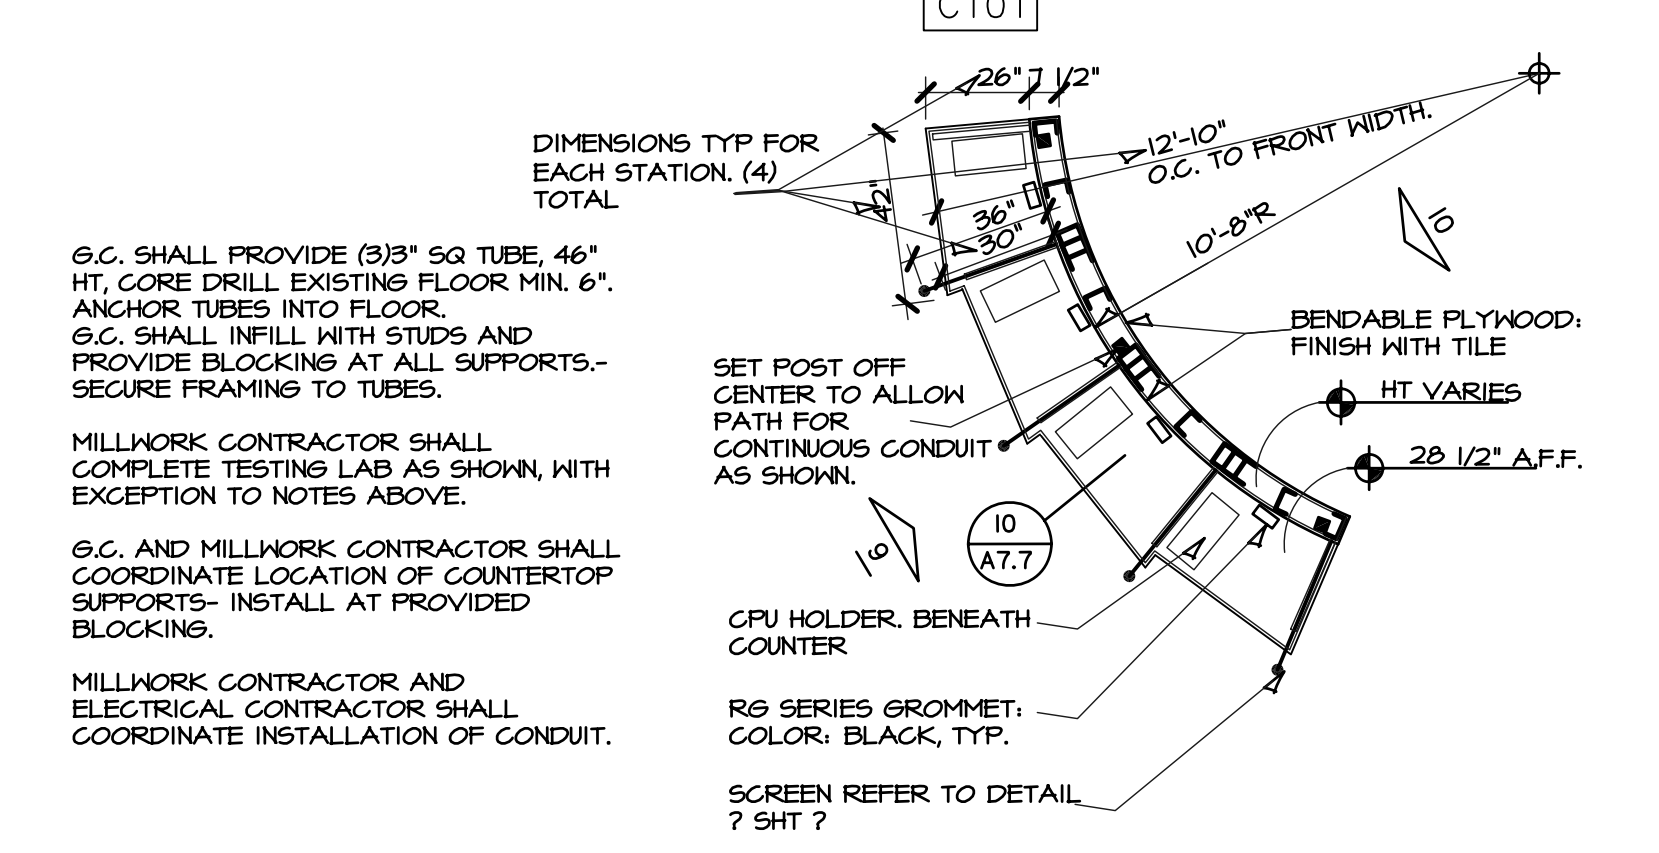 C101
26" 7 1/2"
DIMENSIONS TYP FOR
EACH STATION. (4)
TOTAL
42"
36"
30"
12'-10"
O.C. TO FRONT WIDTH.
10'-8"R
10
G.C. SHALL PROVIDE (3)3" SQ TUBE, 46"
HT, CORE DRILL EXISTING FLOOR MIN. 6".
ANCHOR TUBES INTO FLOOR.
G.C. SHALL INFILL WITH STUDS AND
PROVIDE BLOCKING AT ALL SUPPORTS.-
SECURE FRAMING TO TUBES.
MILLWORK CONTRACTOR SHALL
COMPLETE TESTING LAB AS SHOWN, WITH
EXCEPTION TO NOTES ABOVE.
G.C. AND MILLWORK CONTRACTOR SHALL
COORDINATE LOCATION OF COUNTERTOP
SUPPORTS- INSTALL AT PROVIDED
BLOCKING.
MILLWORK CONTRACTOR AND
ELECTRICAL CONTRACTOR SHALL
COORDINATE INSTALLATION OF CONDUIT.
SET POST OFF
CENTER TO ALLOW
PATH FOR
CONTINUOUS CONDUIT
AS SHOWN.
BENDABLE PLYWOOD:
FINISH WITH TILE
HT VARIES
28 1/2" A.F.F.
9
10
A7.7
CPU HOLDER. BENEATH
COUNTER
RG SERIES GROMMET:
COLOR: BLACK, TYP.
SCREEN REFER TO DETAIL
? SHT ?